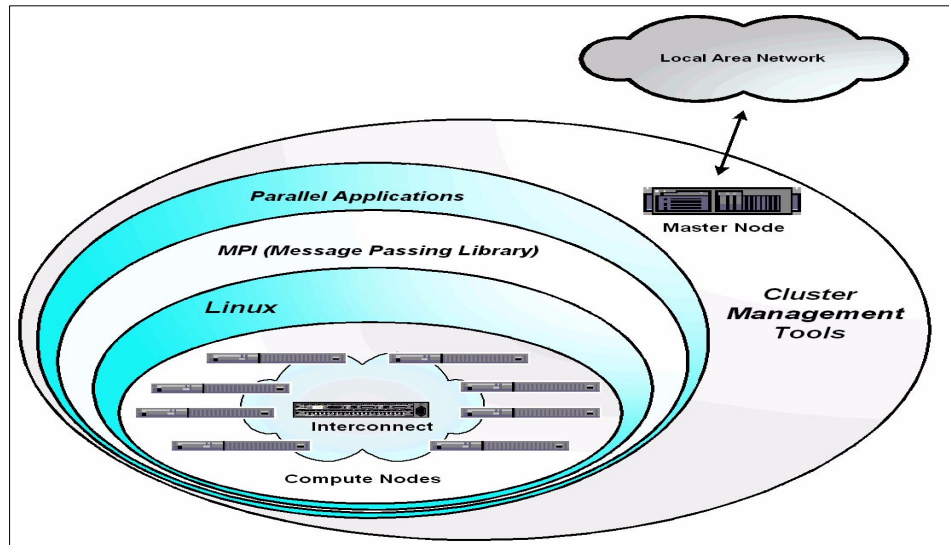 Local Area Network
Parallel Applications
Master Node
MPI (Message Passing Library)
Cluster
Management
Tools
Linux
Interconnect
Compute Nodes